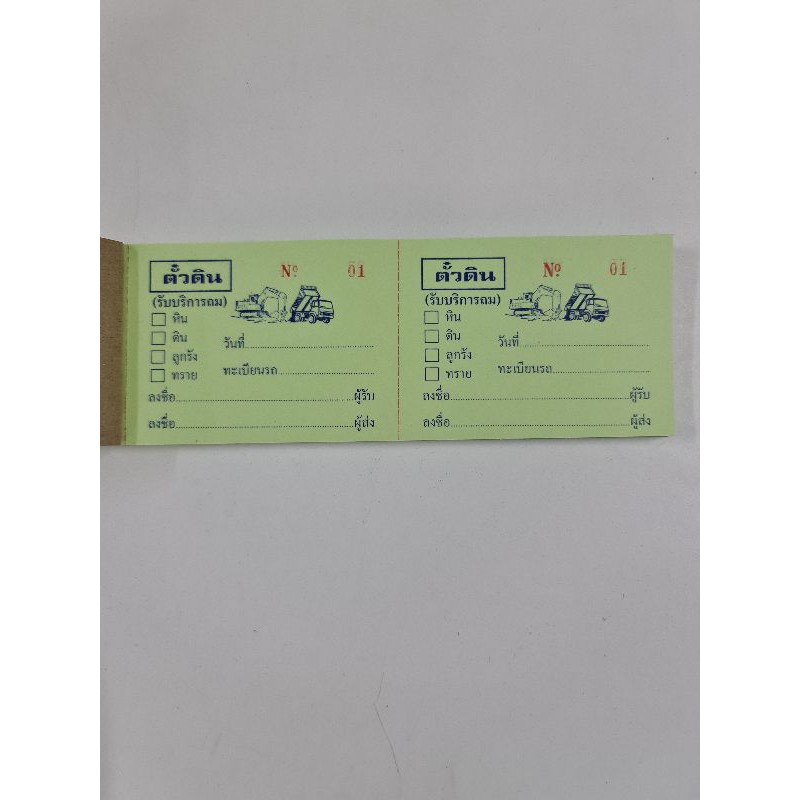 ตั๋วดิน Nº 01
(รับบริการถม)
หิน
ดิน
วันที่
ลูกรัง
ทะเบียนรถ
ทราย
ลงชื่อ ผู้รับ
ลงชื่อ ผู้ส่ง
ตั๋วดิน Nº 01
(รับบริการถม)
หิน
ดิน
วันที่
ลูกรัง
ทะเบียนรถ
ทราย
ลงชื่อ ผู้รับ
ลงชื่อ ผู้ส่ง